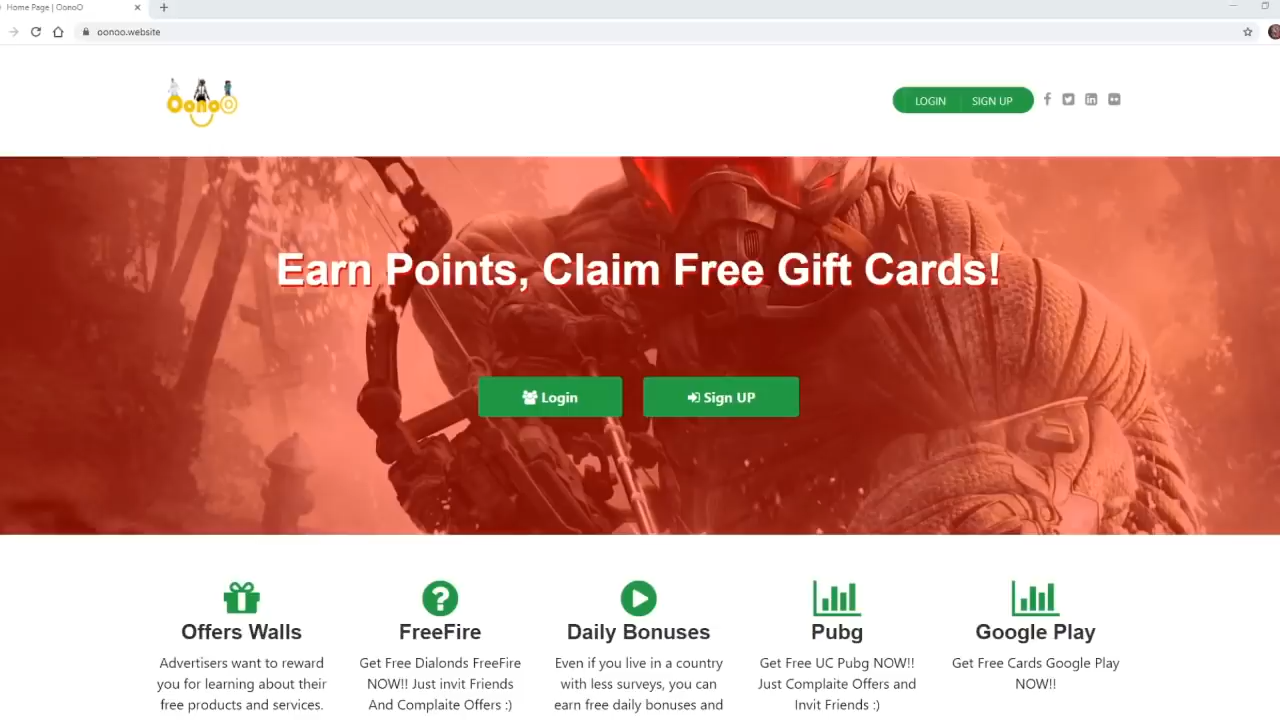 Home Page | OonoO
oonoo.website
OonoO
LOGIN SIGN UP
Earn Points, Claim Free Gift Cards!
Login Sign UP
Offers Walls
Advertisers want to reward
you for learning about their
free products and services.
FreeFire
Get Free Dialonds FreeFire
NOW!! Just invit Friends
And Complaite Offers :)
Daily Bonuses
Even if you live in a country
with less surveys, you can
earn free daily bonuses and
Pubg
Get Free UC Pubg NOW!!
Just Complaite Offers and
Invit Friends :)
Google Play
Get Free Cards Google Play
NOW!!